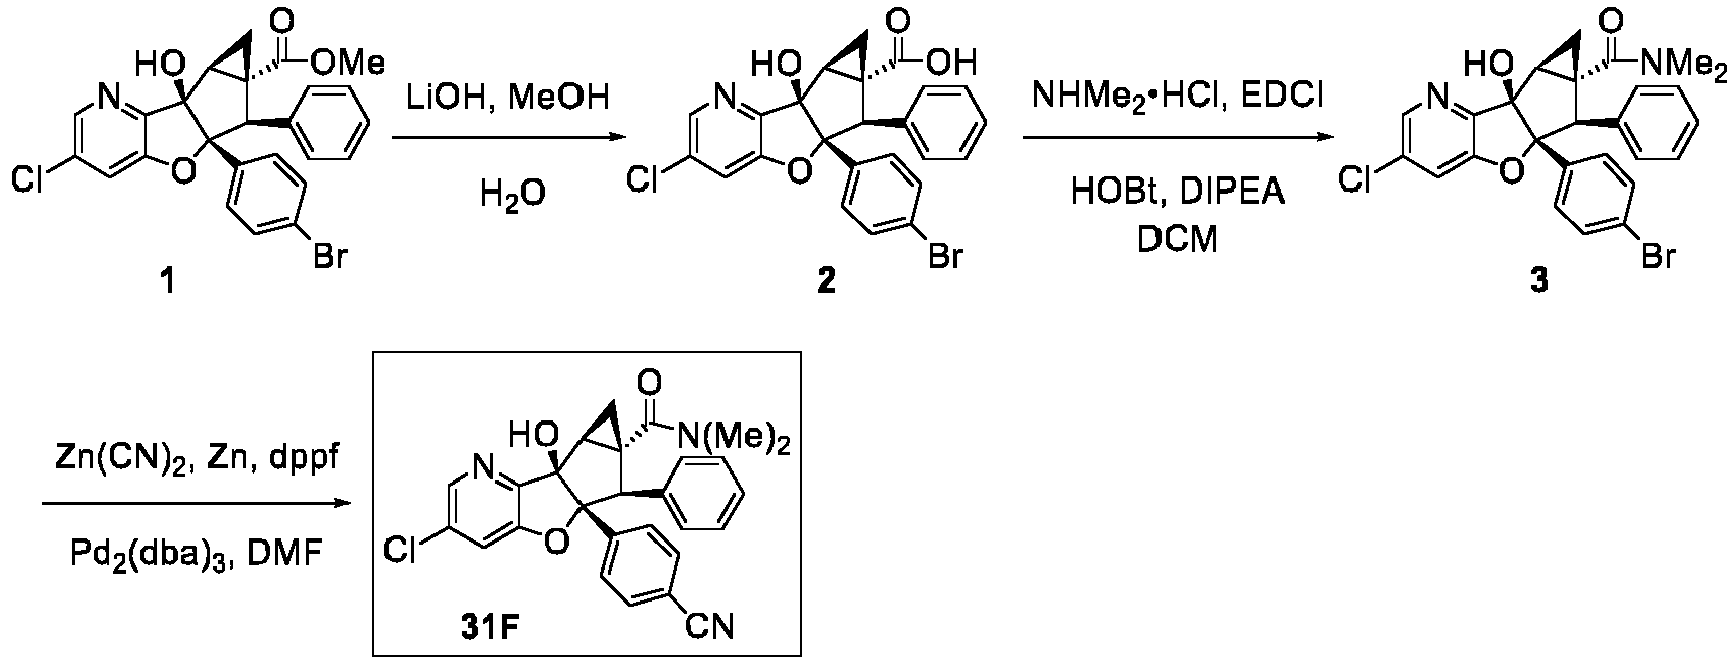 HO
O
OMe
N
Cl
O
Br
1
LiOH, MeOH
H₂O
HO
O
OH
N
Cl
O
Br
2
NHMe₂•HCl, EDCI
HOBt, DIPEA
DCM
HO
O
NMe₂
N
Cl
O
Br
3
Zn(CN)₂, Zn, dppf
Pd₂(dba)₃, DMF
O
HO
N(Me)₂
N
Cl
O
CN
31F